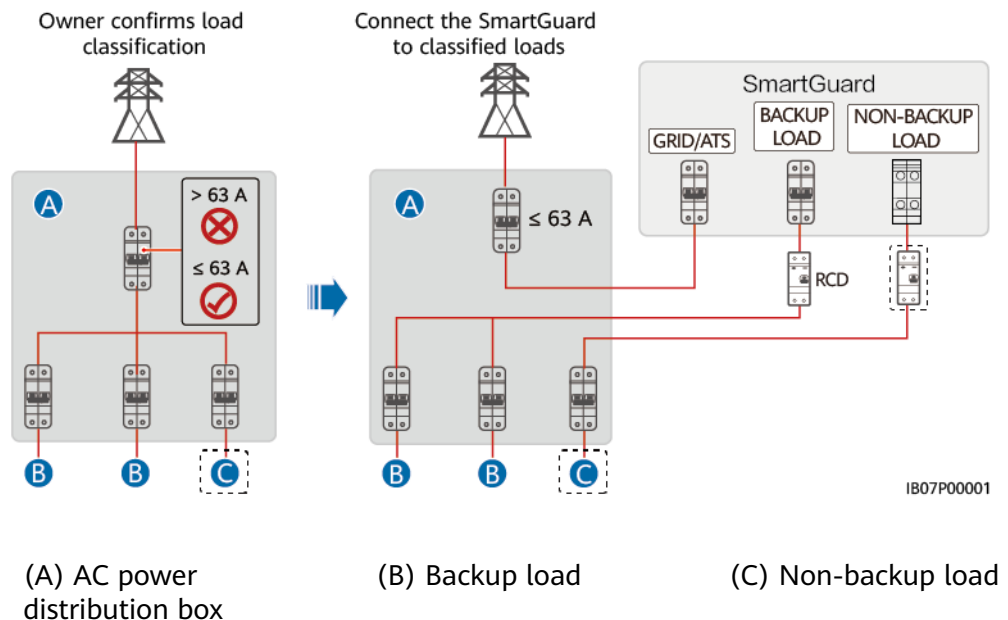 Owner confirms load
classification
Connect the SmartGuard
to classified loads
SmartGuard
GRID/ATS
BACKUP
LOAD
NON-BACKUP
LOAD
A
> 63 A
≤ 63 A
A
≤ 63 A
RCD
B
B
C
B
B
C
IB07P00001
(A) AC power
distribution box
(B) Backup load
(C) Non-backup load